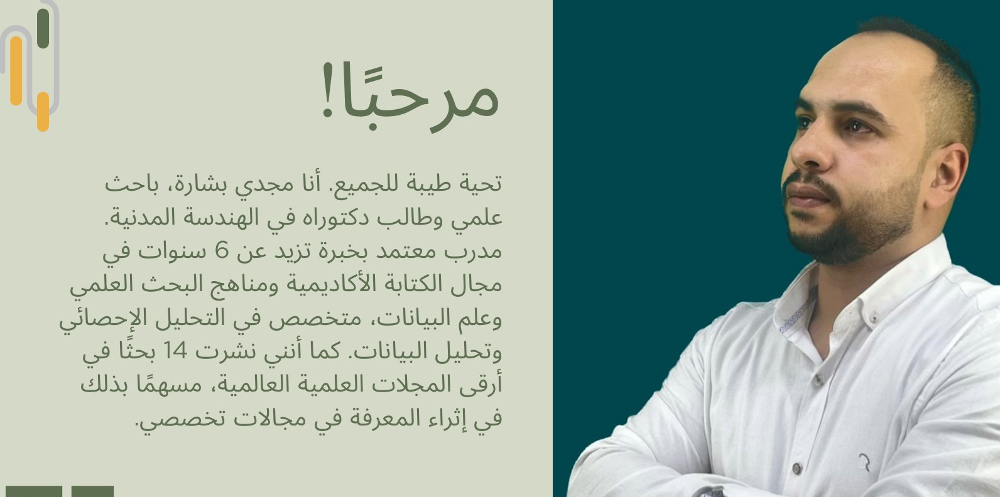 مرحبًا!
تحية طيبة للجميع. أنا مجدي بشارة، باحث
علمي وطالب دكتوراه في الهندسة المدنية.
مدرب معتمد بخبرة تزيد عن 6 سنوات في
مجال الكتابة الأكاديمية ومناهج البحث العلمي
وعلم البيانات، متخصص في التحليل الإحصائي
وتحليل البيانات. كما أنني نشرت 14 بحثًا في
أرقى المجلات العلمية العالمية، مسهمًا بذلك
في إثراء المعرفة في مجالات تخصصي.